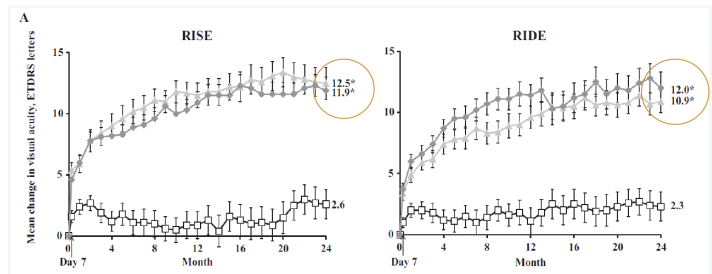 A
RISE
RIDE
Mean change in visual acuity, ETDRS letters
15
10
5
0
12.5*
11.9*
2.6
0 4 8 12 16 20 24
Day 7
Month
15
10
5
0
12.0*
10.9*
2.3
0 4 8 12 16 20 24
Day 7
Month